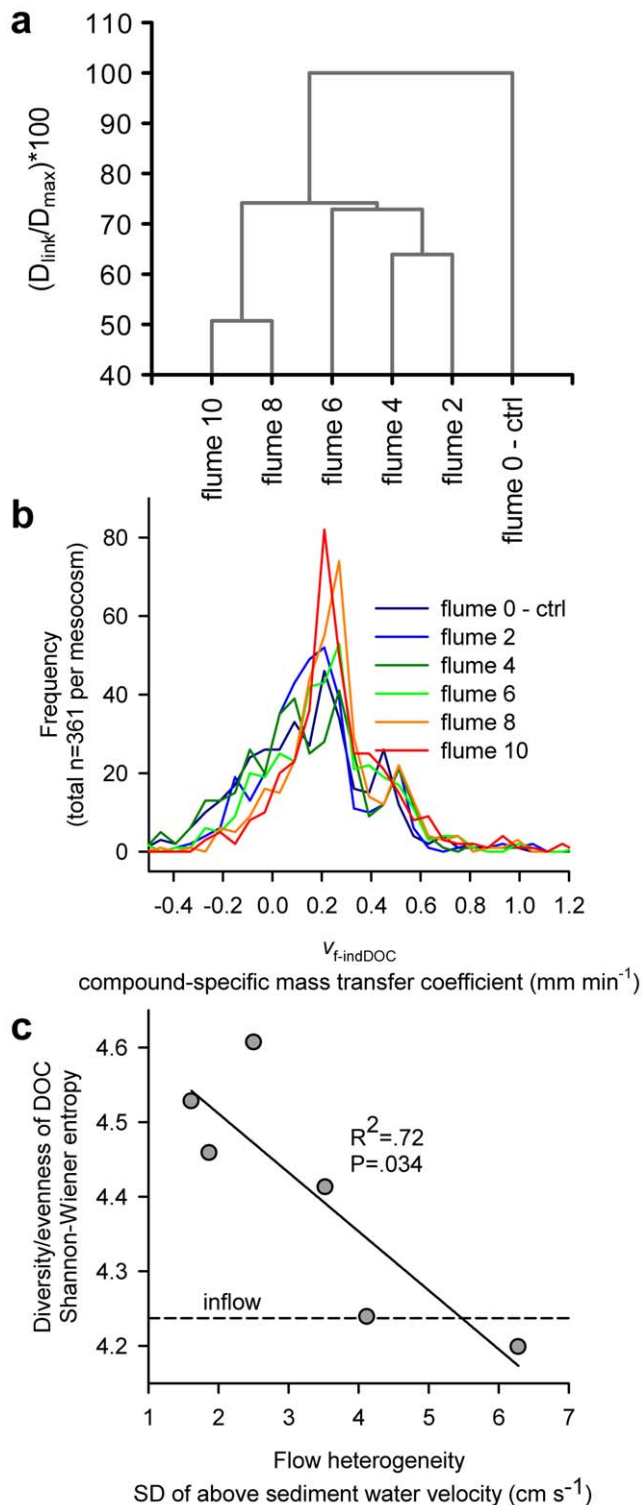 a
(Dlink/Dmax)*100
110
100
90
80
70
60
50
40
flume 10
flume 8
flume 6
flume 4
flume 2
flume 0 - ctrl
b
Frequency
(total n=361 per mesocosm)
80
60
40
20
0
flume 0 - ctrl
flume 2
flume 4
flume 6
flume 8
flume 10
-0.4 -0.2 0.0 0.2 0.4 0.6 0.8 1.0 1.2
vf-indDOC
compound-specific mass transfer coefficient (mm min⁻¹)
c
Diversity/evenness of DOC
Shannon-Wiener entropy
4.6
4.5
4.4
4.3
4.2
R²=.72
P=.034
inflow
1 2 3 4 5 6 7
Flow heterogeneity
SD of above sediment water velocity (cm s⁻¹)